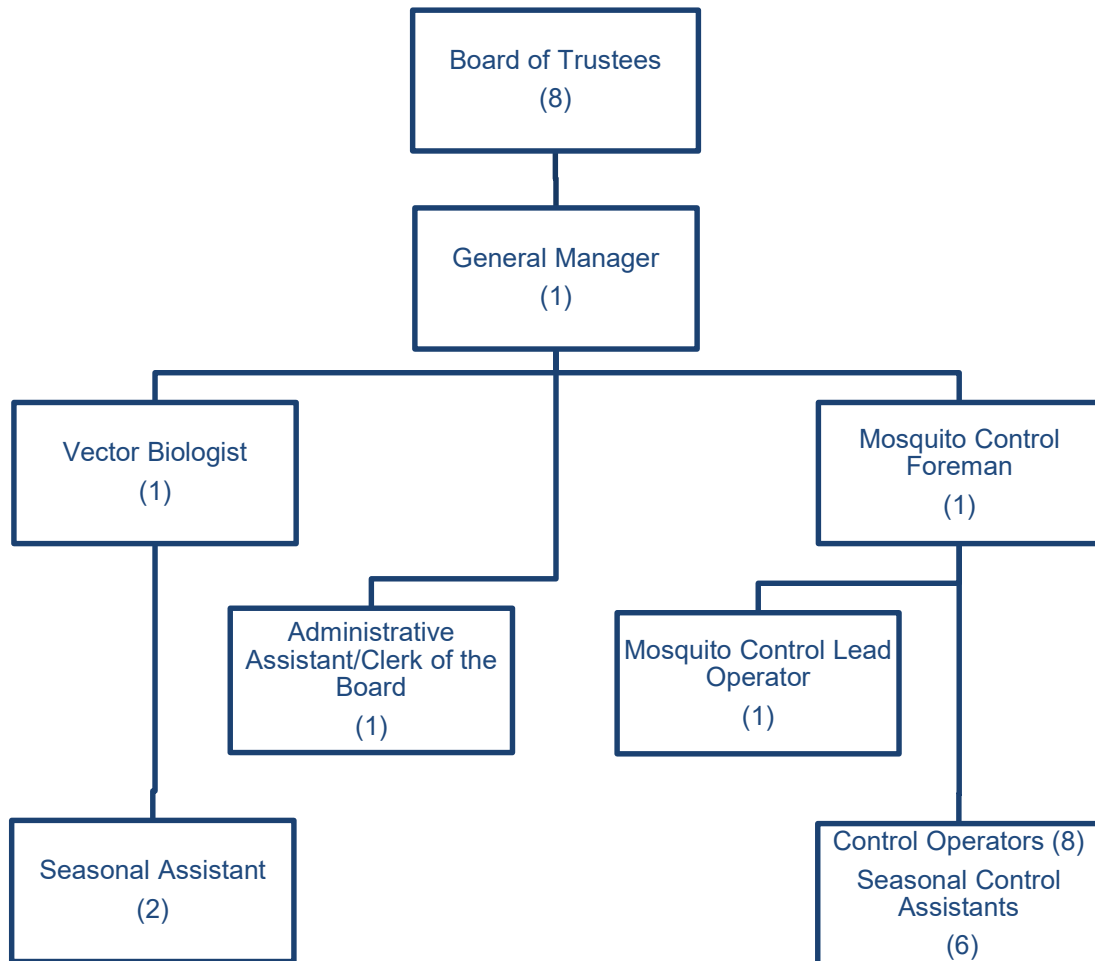 Board of Trustees
(8)
General Manager
(1)
Vector Biologist
(1)
Mosquito Control
Foreman
(1)
Administrative
Assistant/Clerk of the
Board
(1)
Mosquito Control Lead
Operator
(1)
Seasonal Assistant
(2)
Control Operators (8)
Seasonal Control
Assistants
(6)